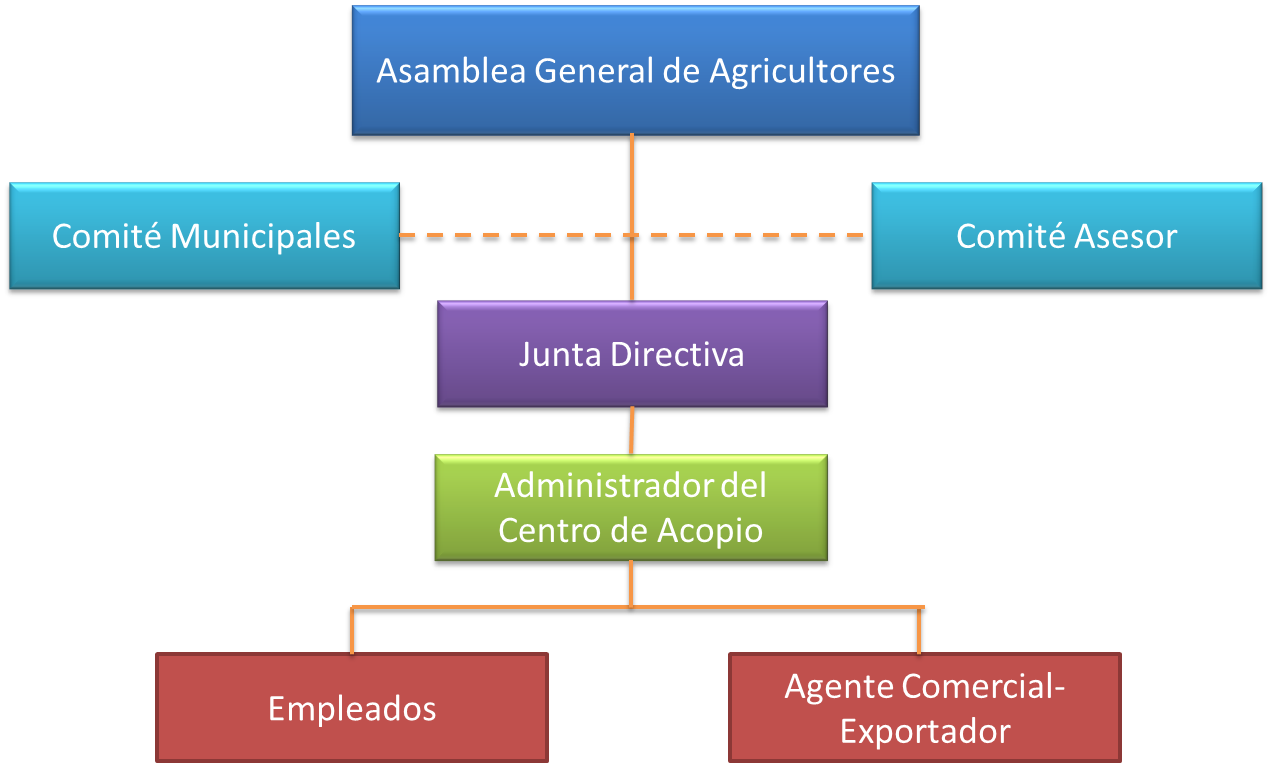 Asamblea General de Agricultores
Comité Municipales
Comité Asesor
Junta Directiva
Administrador del
Centro de Acopio
Empleados
Agente Comercial-
Exportador